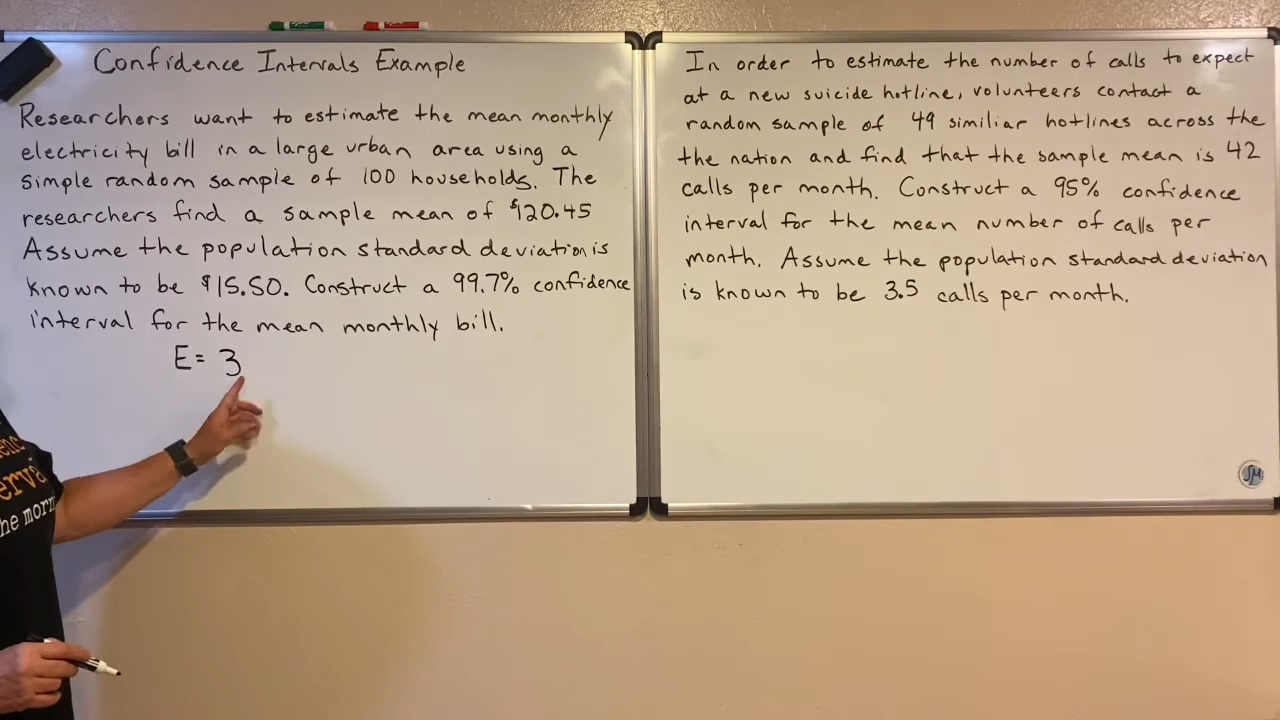 Confidence Intervals Example
Researchers want to estimate the mean monthly
electricity bill in a large urban area using a
simple random sample of 100 households. The
researchers find a sample mean of $120.45
Assume the population standard deviation is
known to be $15.50. Construct a 99.7% confidence
interval for the mean monthly bill.
E = 3
In order to estimate the number of calls to expect
at a new suicide hotline, volunteers contact a
random sample of 49 similiar hotlines across the
the nation and find that the sample mean is 42
calls per month. Construct a 95% confidence
interval for the mean number of calls per
month. Assume the population standard deviation
is known to be 3.5 calls per month.
erva
he morn
SM